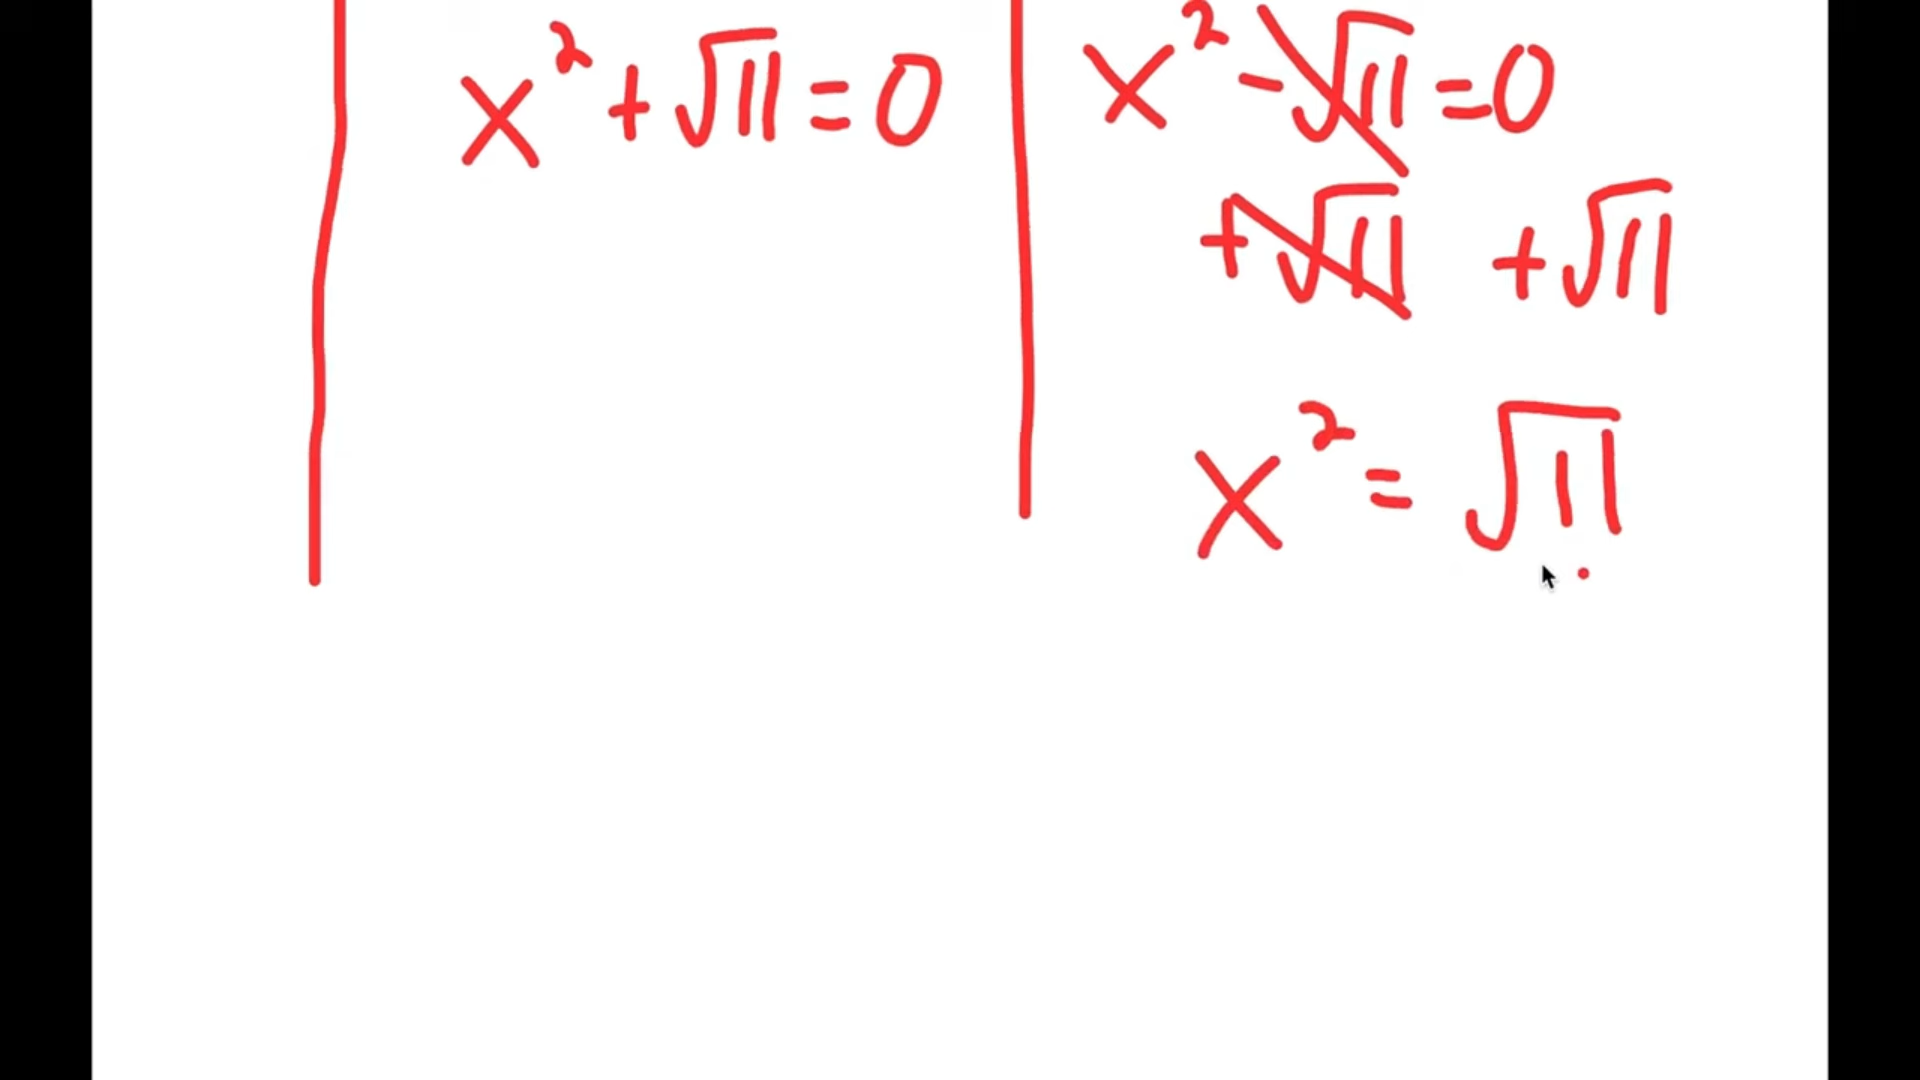 x² + √11 = 0
x² - √11 = 0
+ √11 + √11
x² = √11